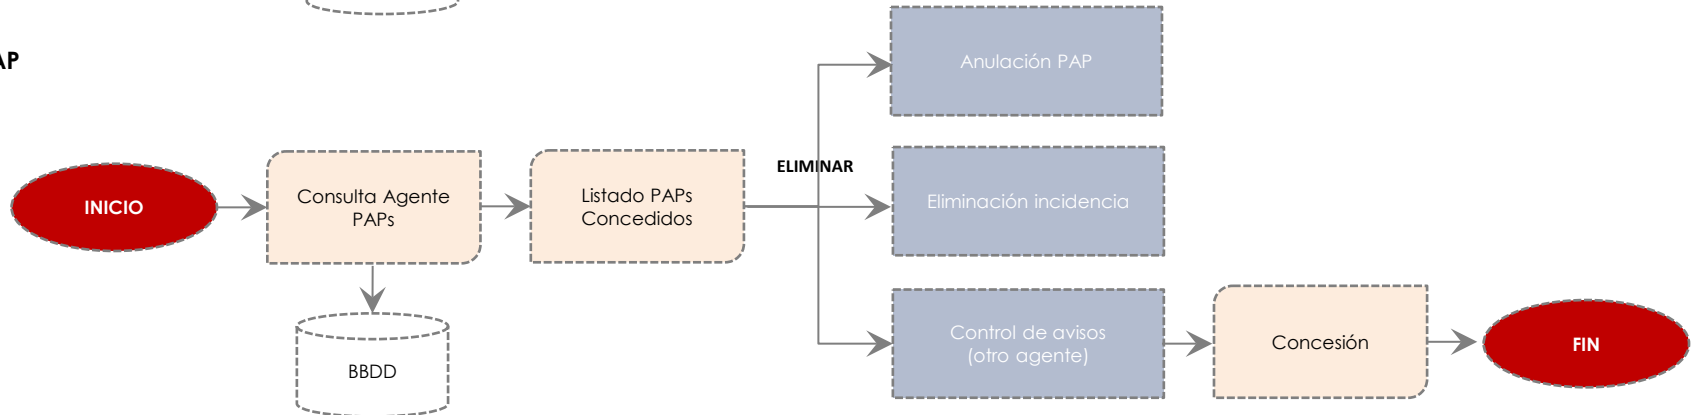 AP
INICIO
Consulta Agente
PAPs
BBDD
Listado PAPs
Concedidos
ELIMINAR
Anulación PAP
Eliminación incidencia
Control de avisos
(otro agente)
Concesión
FIN